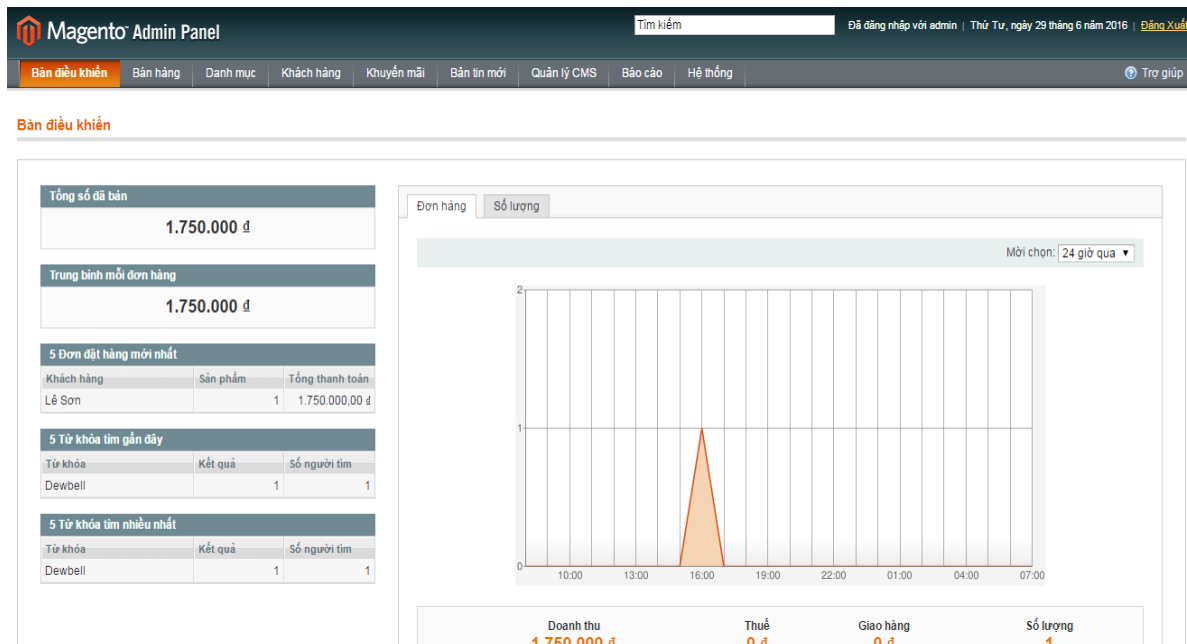 Magento Admin Panel
Tìm kiếm
Đã đăng nhập với admin | Thứ Tư, ngày 29 tháng 6 năm 2016 | Đăng Xuất
Bàn điều khiển Bán hàng Danh mục Khách hàng Khuyến mãi Bản tin mới Quản lý CMS Báo cáo Hệ thống
Trợ giúp
Bàn điều khiển
Tổng số đã bán
1.750.000 ₫
Trung bình mỗi đơn hàng
1.750.000 ₫
5 Đơn đặt hàng mới nhất
Khách hàng Sản phẩm Tổng thanh toán
Lê Sơn 1 1.750.000,00 ₫
5 Từ khóa tìm gần đây
Từ khóa Kết quả Số người tìm
Dewbell 1 1
5 Từ khóa tìm nhiều nhất
Từ khóa Kết quả Số người tìm
Dewbell 1 1
Đơn hàng Số lượng
Mời chọn: 24 giờ qua
2
1
0
10:00 13:00 16:00 19:00 22:00 01:00 04:00 07:00
Doanh thu Thuế Giao hàng Số lượng
1.750.000 ₫ 0 ₫ 0 ₫ 1